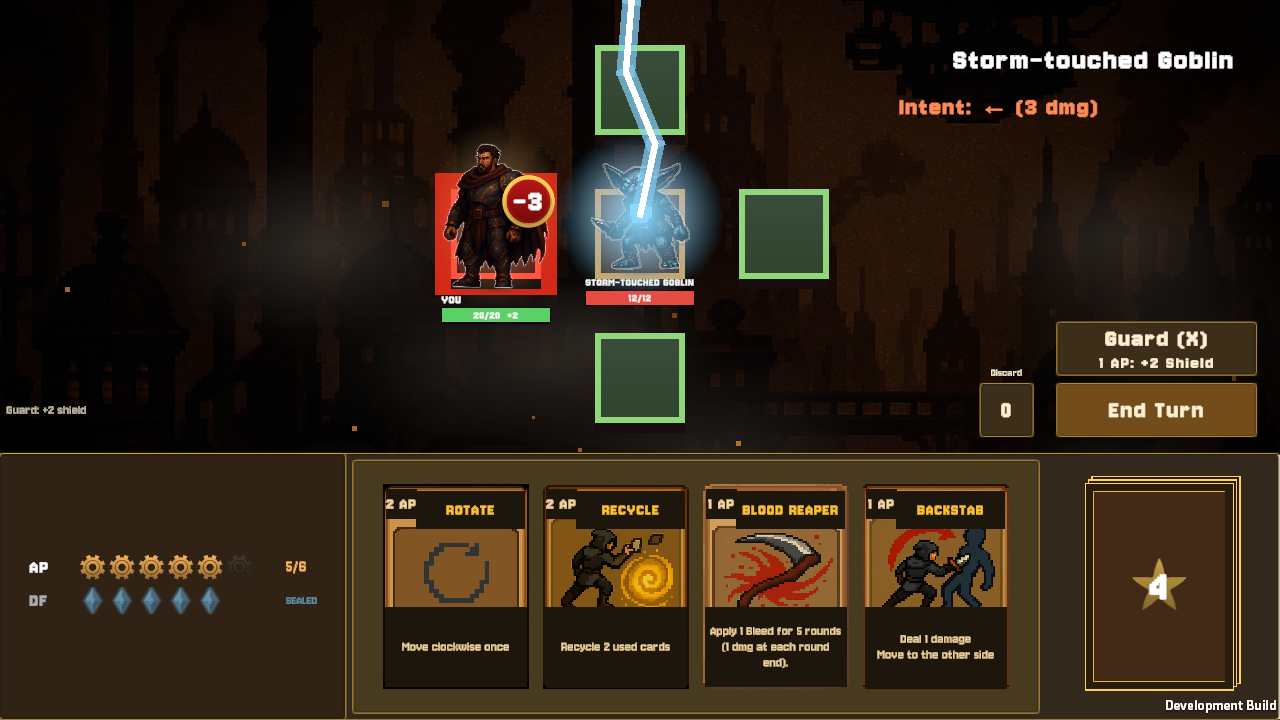 Storm-touched Goblin
Intent: ← (3 dmg)
-3
YOU
20/20 +2
STORM-TOUCHED GOBLIN
12/12
Guard (X)
1 AP: +2 Shield
Discard
0
End Turn
Guard: +2 shield
AP
5/6
DF
SEALED
2 AP
ROTATE
Move clockwise once
2 AP
RECYCLE
Recycle 2 used cards
1 AP
BLOOD REAPER
Apply 1 Bleed for 5 rounds
(1 dmg at each round
end).
1 AP
BACKSTAB
Deal 1 damage
Move to the other side
4
Development Build